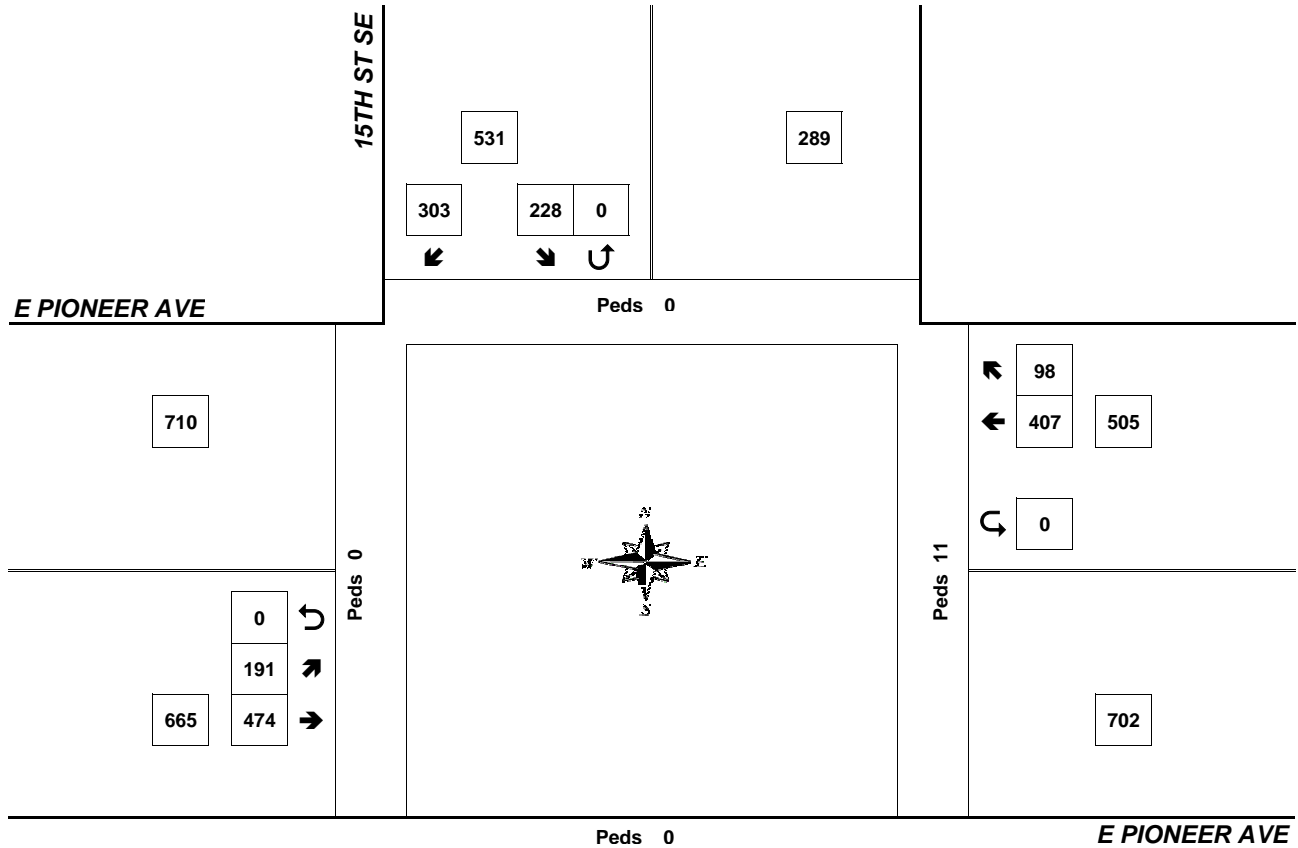 15TH ST SE
531
289
303 228 0
E PIONEER AVE
Peds 0
98
710
407 505
N
0
W E
Peds 0
Peds 11
S
0
191
665 474
702
Peds 0
E PIONEER AVE